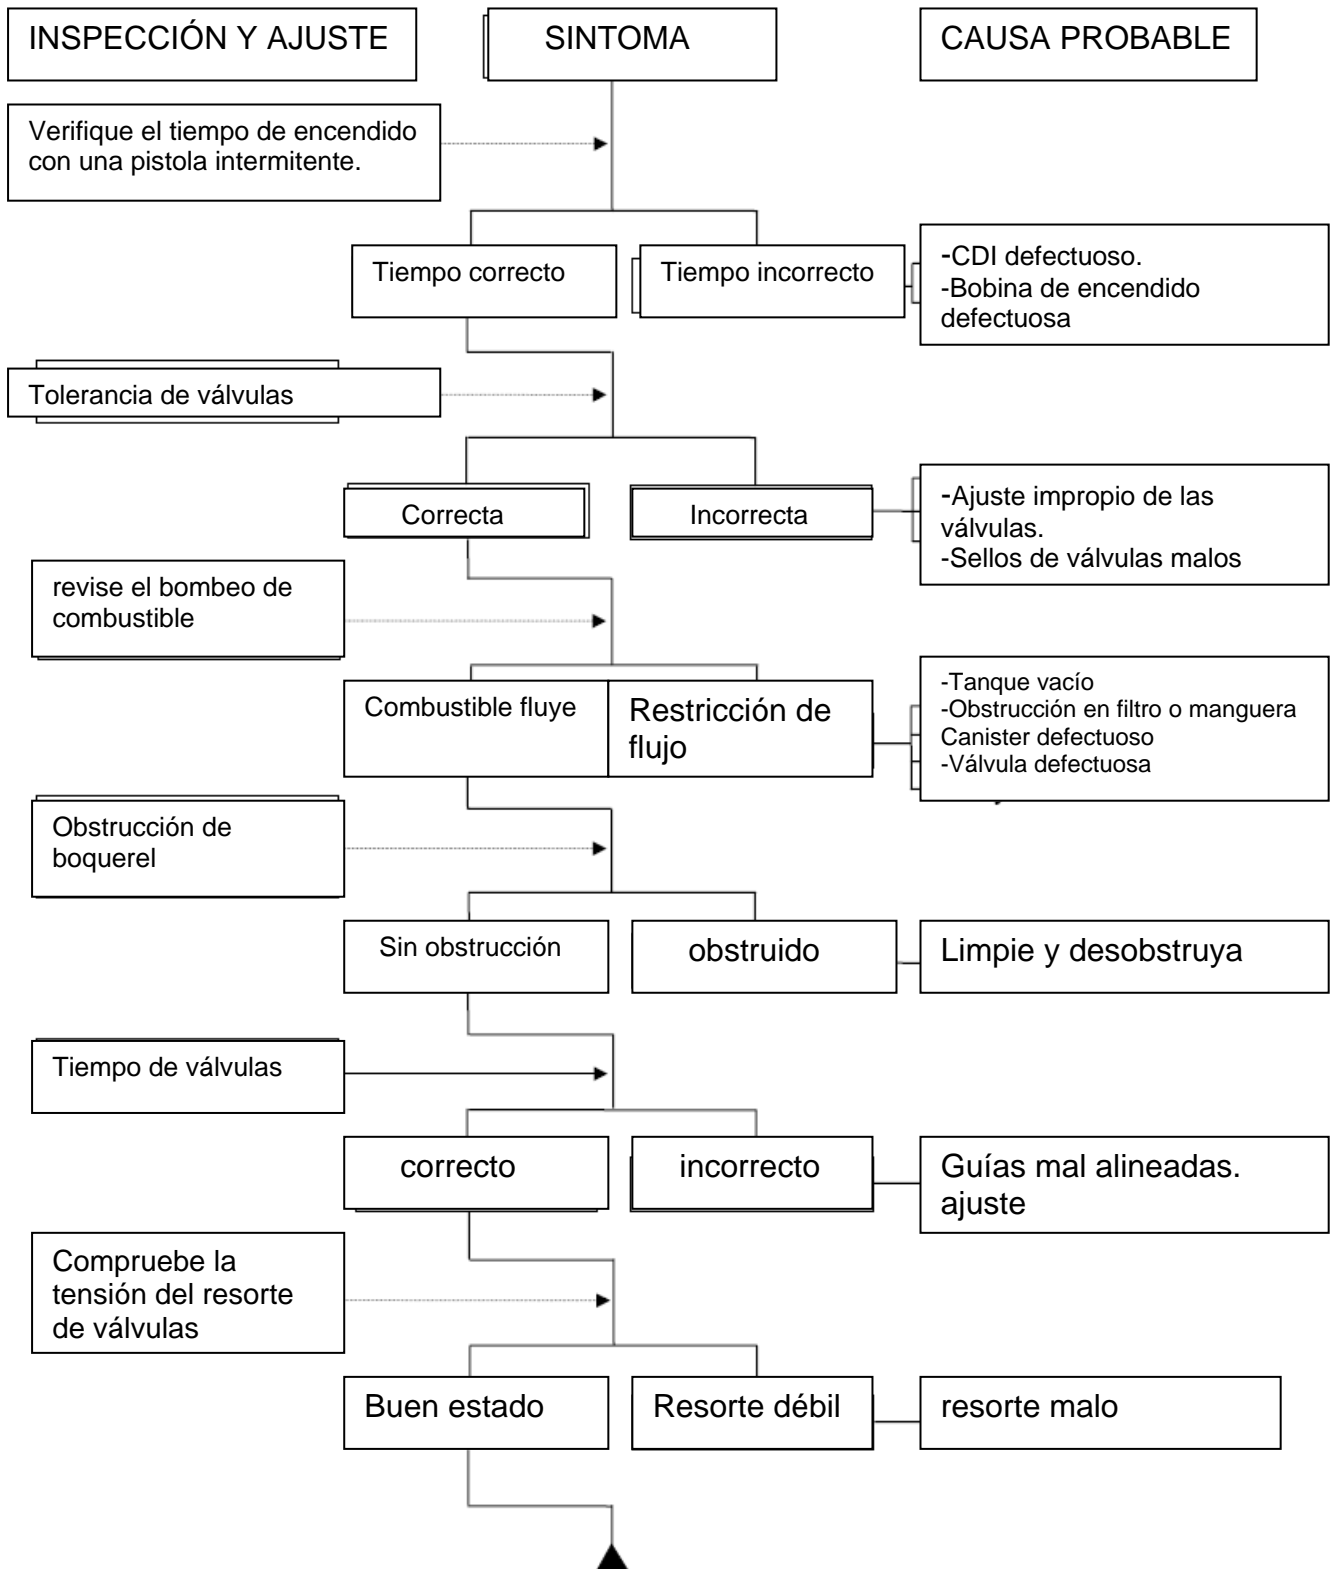 INSPECCIÓN Y AJUSTE
SINTOMA
CAUSA PROBABLE
Verifique el tiempo de encendido
con una pistola intermitente.
Tiempo correcto
Tiempo incorrecto
-CDI defectuoso.
-Bobina de encendido
defectuosa
Tolerancia de válvulas
Correcta
Incorrecta
-Ajuste impropio de las
válvulas.
-Sellos de válvulas malos
revise el bombeo de
combustible
Combustible fluye
Restricción de
flujo
-Tanque vacío
-Obstrucción en filtro o manguera
Canister defectuoso
-Válvula defectuosa
Obstrucción de
boquerel
Sin obstrucción
obstruido
Limpie y desobstruya
Tiempo de válvulas
correcto
incorrecto
Guías mal alineadas.
ajuste
Compruebe la
tensión del resorte
de válvulas
Buen estado
Resorte débil
resorte malo